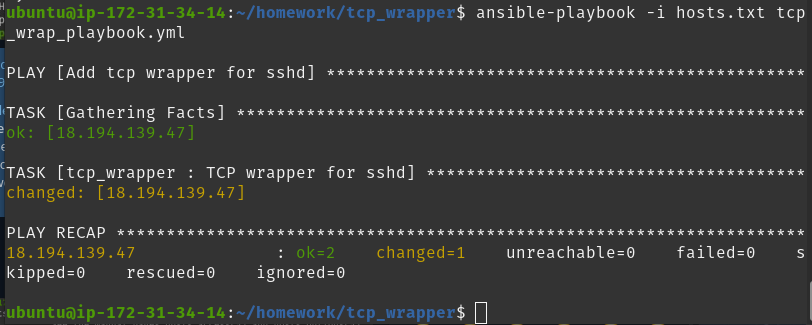 ubuntu@ip-172-31-34-14:~/homework/tcp_wrapper$ ansible-playbook -i hosts.txt tcp
_wrap_playbook.yml
PLAY [Add tcp wrapper for sshd] ************************************************
TASK [Gathering Facts] *********************************************************
ok: [18.194.139.47]
TASK [tcp_wrapper : TCP wrapper for sshd] **************************************
changed: [18.194.139.47]
PLAY RECAP *********************************************************************
18.194.139.47              : ok=2    changed=1    unreachable=0    failed=0    s
kipped=0    rescued=0    ignored=0
ubuntu@ip-172-31-34-14:~/homework/tcp_wrapper$